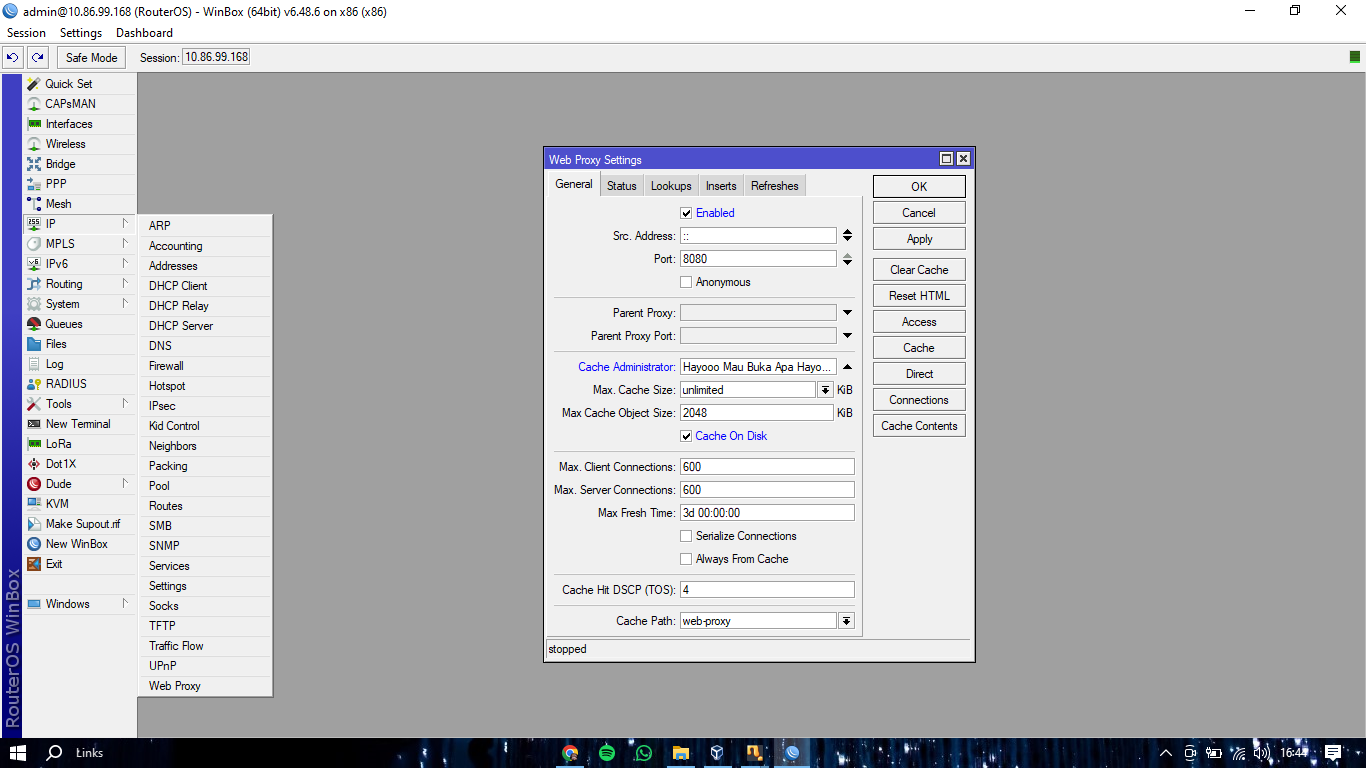 admin@10.86.99.168 (RouterOS) - WinBox (64bit) v6.48.6 on x86 (x86)
Session Settings Dashboard
Safe Mode Session: 10.86.99.168
Quick Set
CAPsMAN
Interfaces
Wireless
Bridge
PPP
Mesh
IP
MPLS
IPv6
Routing
System
Queues
Files
Log
RADIUS
Tools
New Terminal
LoRa
Dot1X
Dude
KVM
Make Supout.rif
New WinBox
Exit
Windows
RouterOS WinBox
ARP
Accounting
Addresses
DHCP Client
DHCP Relay
DHCP Server
DNS
Firewall
Hotspot
IPsec
Kid Control
Neighbors
Packing
Pool
Routes
SMB
SNMP
Services
Settings
Socks
TFTP
Traffic Flow
UPnP
Web Proxy
Web Proxy Settings
General Status Lookups Inserts Refreshes
Enabled
Src. Address: ::
Port: 8080
Anonymous
Parent Proxy:
Parent Proxy Port:
Cache Administrator: Hayooo Mau Buka Apa Hayo...
Max. Cache Size: unlimited KiB
Max Cache Object Size: 2048 KiB
Cache On Disk
Max. Client Connections: 600
Max. Server Connections: 600
Max Fresh Time: 3d 00:00:00
Serialize Connections
Always From Cache
Cache Hit DSCP (TOS): 4
Cache Path: web-proxy
stopped
OK
Cancel
Apply
Clear Cache
Reset HTML
Access
Cache
Direct
Connections
Cache Contents
Łinks
16:44